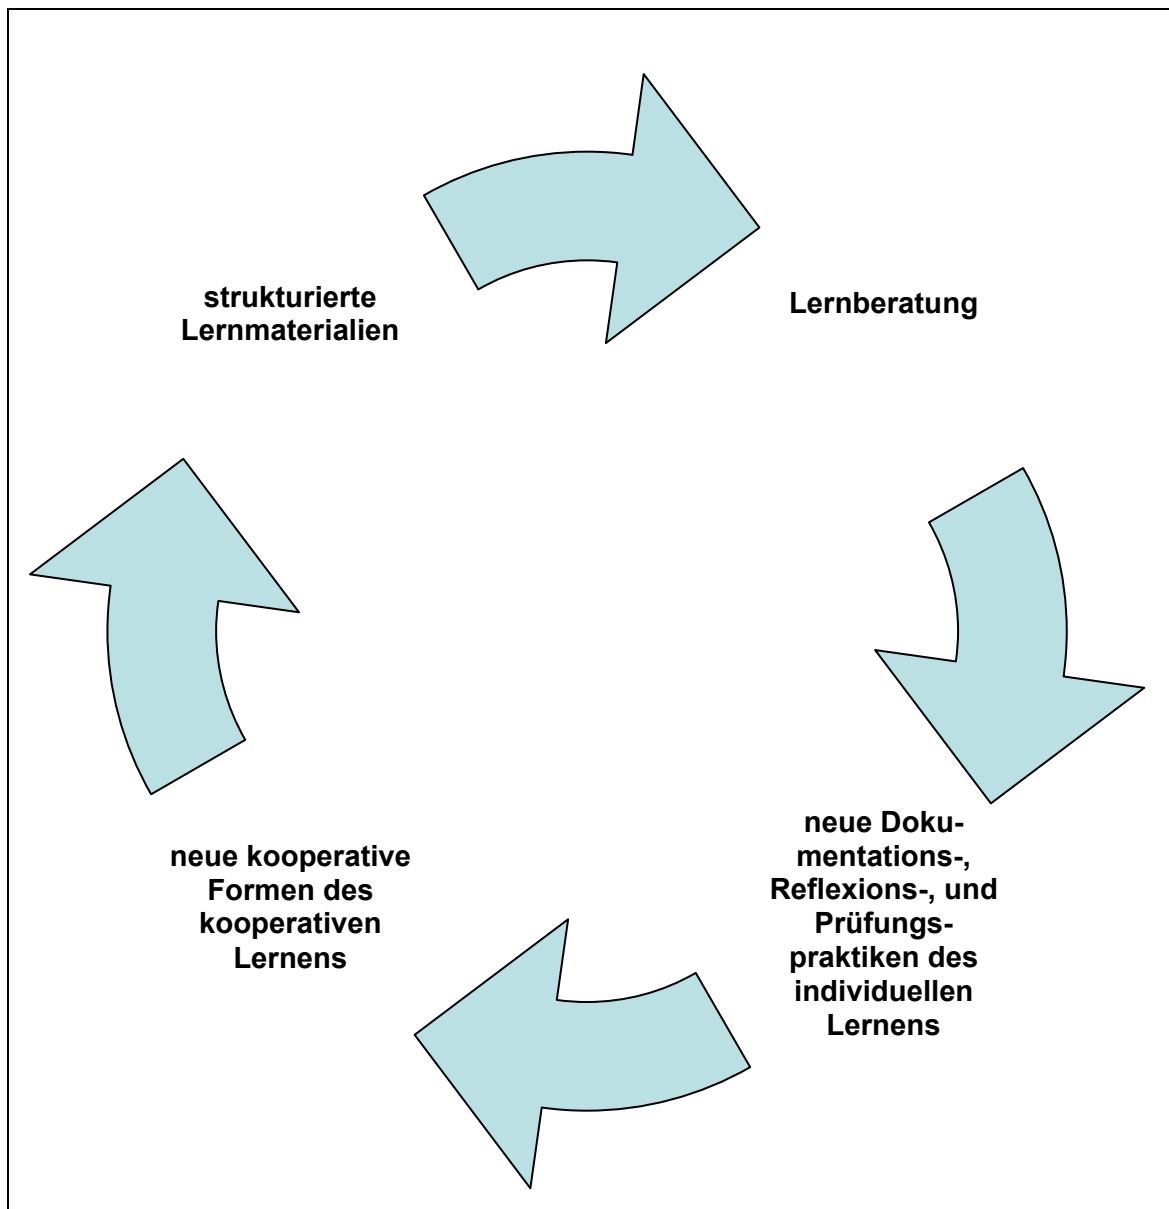 strukturierte
Lernmaterialien
Lernberatung
neue Doku-
mentations-,
Reflexions-, und
Prüfungs-
praktiken des
individuellen
Lernens
neue kooperative
Formen des
kooperativen
Lernens